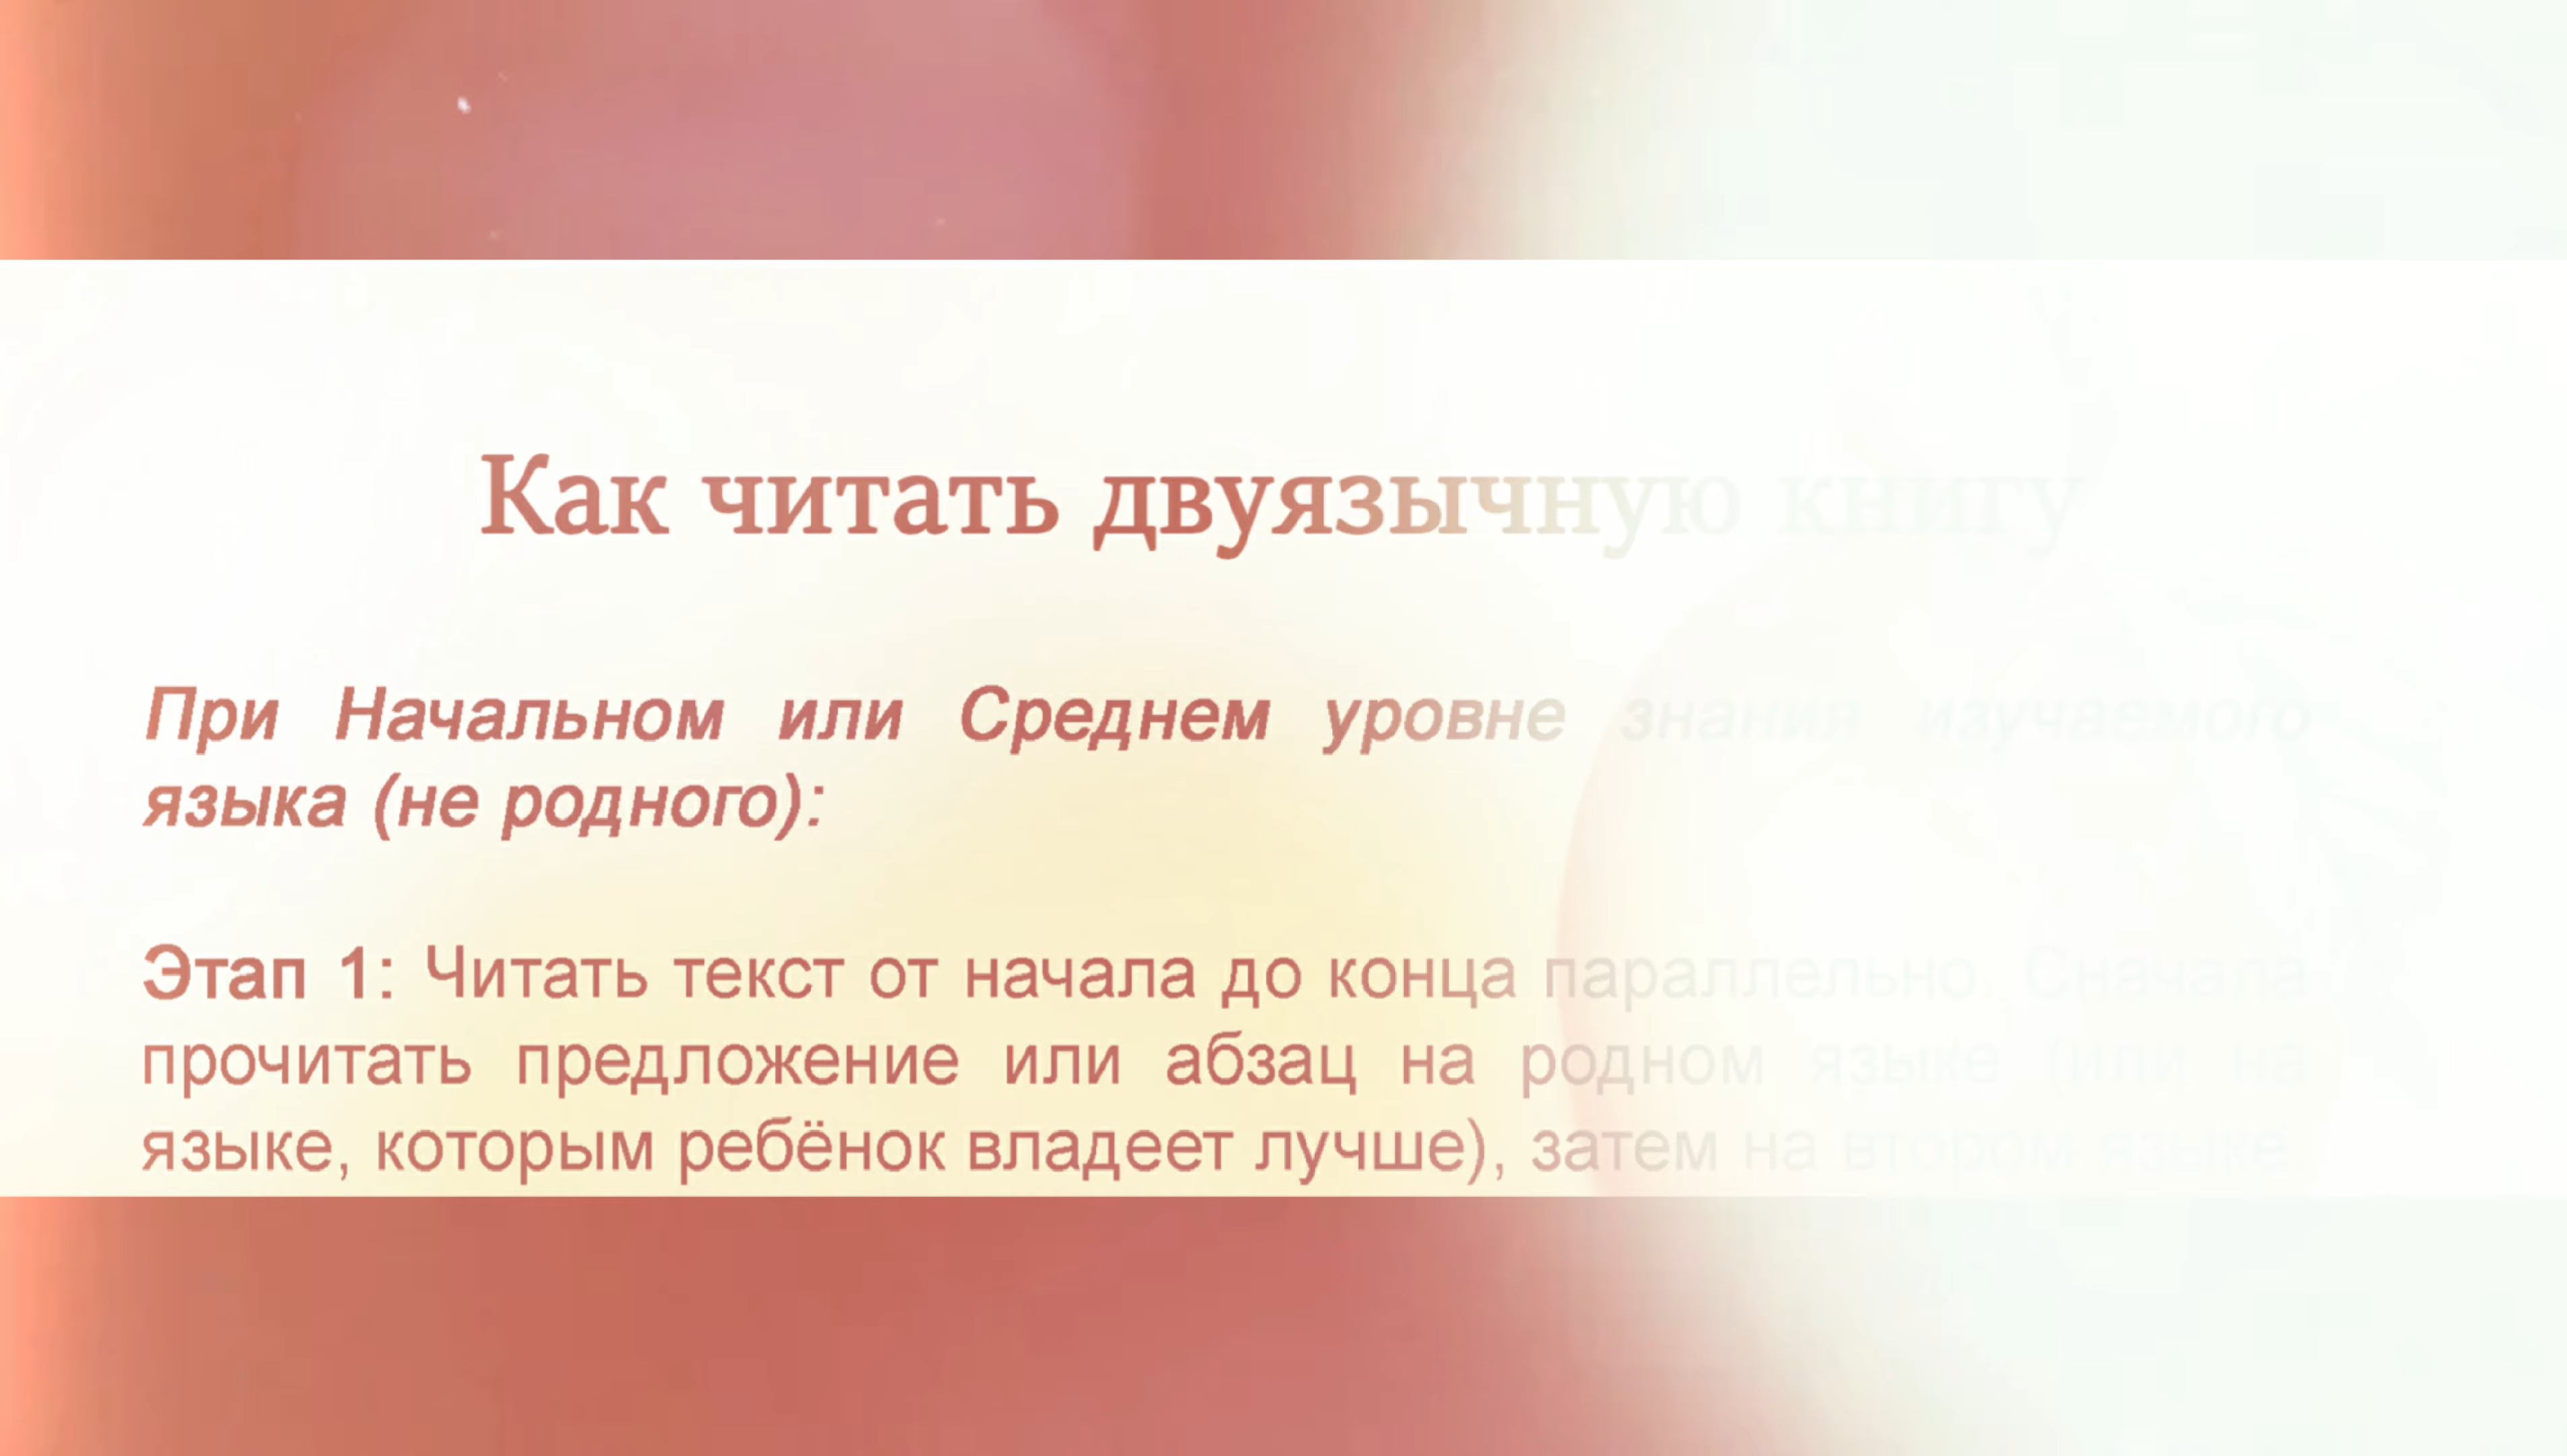 Как читать двуязычную книгу
При Начальном или Среднем уровне знания изучаемого
языка (не родного):
Этап 1: Читать текст от начала до конца параллельно. Сначала
прочитать предложение или абзац на родном языке (или на
языке, которым ребёнок владеет лучше), затем на втором языке.